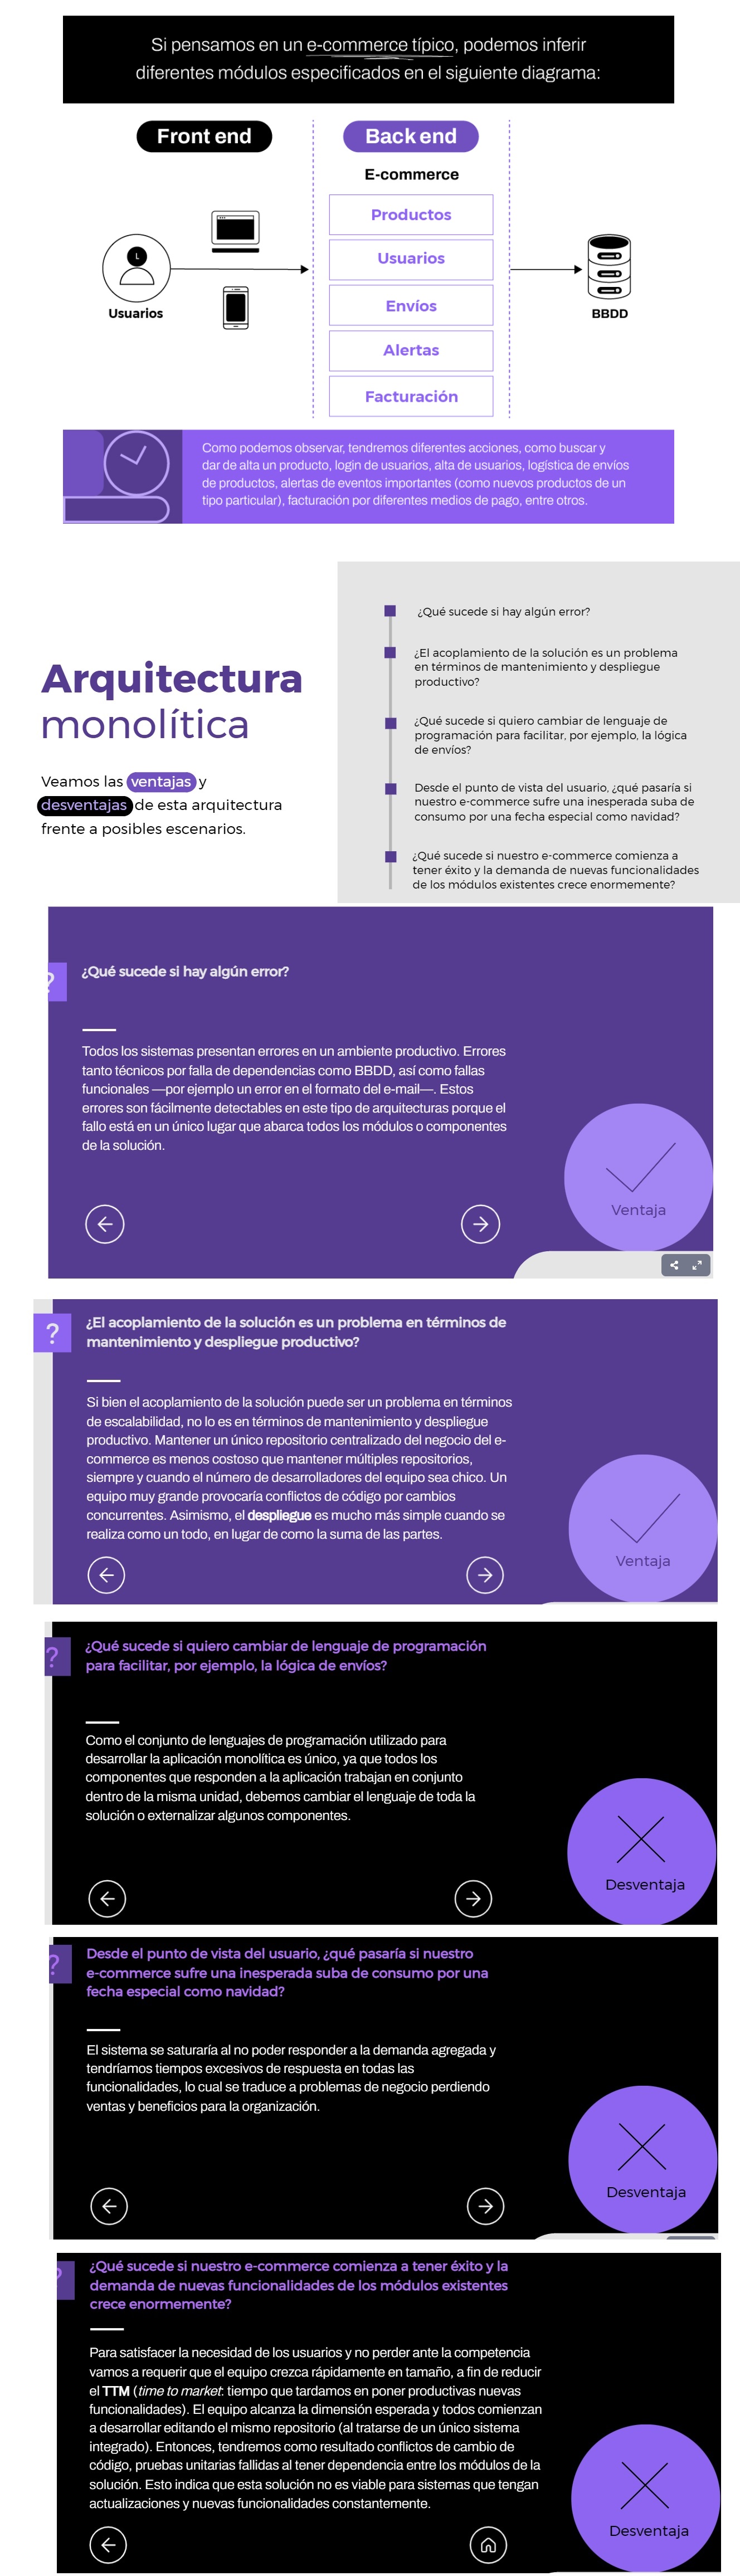 Si pensamos en un e-commerce típico, podemos inferir
diferentes módulos especificados en el siguiente diagrama:
Front end
Back end
E-commerce
Productos
Usuarios
Envíos
Alertas
Facturación
L
Usuarios
BBDD
Como podemos observar, tendremos diferentes acciones, como buscar y
dar de alta un producto, login de usuarios, alta de usuarios, logística de envíos
de productos, alertas de eventos importantes (como nuevos productos de un
tipo particular), facturación por diferentes medios de pago, entre otros.
Arquitectura
monolítica
Veamos las ventajas y
desventajas de esta arquitectura
frente a posibles escenarios.
¿Qué sucede si hay algún error?
¿El acoplamiento de la solución es un problema
en términos de mantenimiento y despliegue
productivo?
¿Qué sucede si quiero cambiar de lenguaje de
programación para facilitar, por ejemplo, la lógica
de envíos?
Desde el punto de vista del usuario, ¿qué pasaría si
nuestro e-commerce sufre una inesperada suba de
consumo por una fecha especial como navidad?
¿Qué sucede si nuestro e-commerce comienza a
tener éxito y la demanda de nuevas funcionalidades
de los módulos existentes crece enormemente?
?
¿Qué sucede si hay algún error?
Todos los sistemas presentan errores en un ambiente productivo. Errores
tanto técnicos por falla de dependencias como BBDD, así como fallas
funcionales —por ejemplo un error en el formato del e-mail—. Estos
errores son fácilmente detectables en este tipo de arquitecturas porque el
fallo está en un único lugar que abarca todos los módulos o componentes
de la solución.
Ventaja
?
¿El acoplamiento de la solución es un problema en términos de
mantenimiento y despliegue productivo?
Si bien el acoplamiento de la solución puede ser un problema en términos
de escalabilidad, no lo es en términos de mantenimiento y despliegue
productivo. Mantener un único repositorio centralizado del negocio del e-
commerce es menos costoso que mantener múltiples repositorios,
siempre y cuando el número de desarrolladores del equipo sea chico. Un
equipo muy grande provocaría conflictos de código por cambios
concurrentes. Asimismo, el despliegue es mucho más simple cuando se
realiza como un todo, en lugar de como la suma de las partes.
Ventaja
?
¿Qué sucede si quiero cambiar de lenguaje de programación
para facilitar, por ejemplo, la lógica de envíos?
Como el conjunto de lenguajes de programación utilizado para
desarrollar la aplicación monolítica es único, ya que todos los
componentes que responden a la aplicación trabajan en conjunto
dentro de la misma unidad, debemos cambiar el lenguaje de toda la
solución o externalizar algunos componentes.
Desventaja
?
Desde el punto de vista del usuario, ¿qué pasaría si nuestro
e-commerce sufre una inesperada suba de consumo por una
fecha especial como navidad?
El sistema se saturaría al no poder responder a la demanda agregada y
tendríamos tiempos excesivos de respuesta en todas las
funcionalidades, lo cual se traduce a problemas de negocio perdiendo
ventas y beneficios para la organización.
Desventaja
?
¿Qué sucede si nuestro e-commerce comienza a tener éxito y la
demanda de nuevas funcionalidades de los módulos existentes
crece enormemente?
Para satisfacer la necesidad de los usuarios y no perder ante la competencia
vamos a requerir que el equipo crezca rápidamente en tamaño, a fin de reducir
el TTM (time to market: tiempo que tardamos en poner productivas nuevas
funcionalidades). El equipo alcanza la dimensión esperada y todos comienzan
a desarrollar editando el mismo repositorio (al tratarse de un único sistema
integrado). Entonces, tendremos como resultado conflictos de cambio de
código, pruebas unitarias fallidas al tener dependencia entre los módulos de la
solución. Esto indica que esta solución no es viable para sistemas que tengan
actualizaciones y nuevas funcionalidades constantemente.
Desventaja